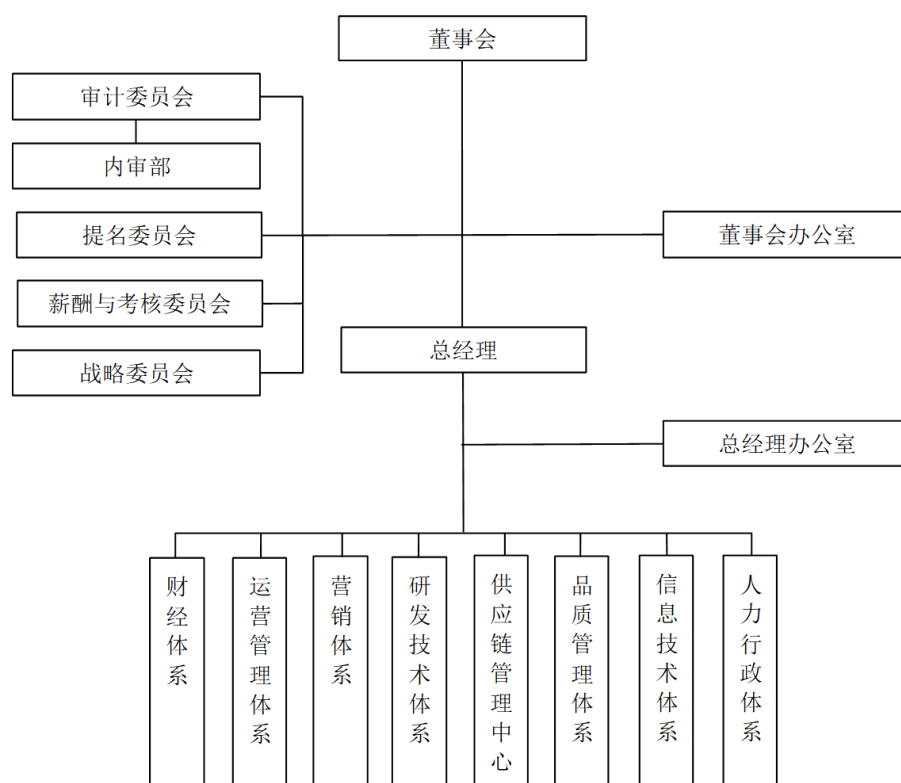 董事会
审计委员会
内审部
提名委员会
董事会办公室
薪酬与考核委员会
总经理
战略委员会
总经理办公室
财经体系
运营管理体系
营销体系
研发技术体系
供应链管理中心
品质管理体系
信息技术体系
人力行政体系